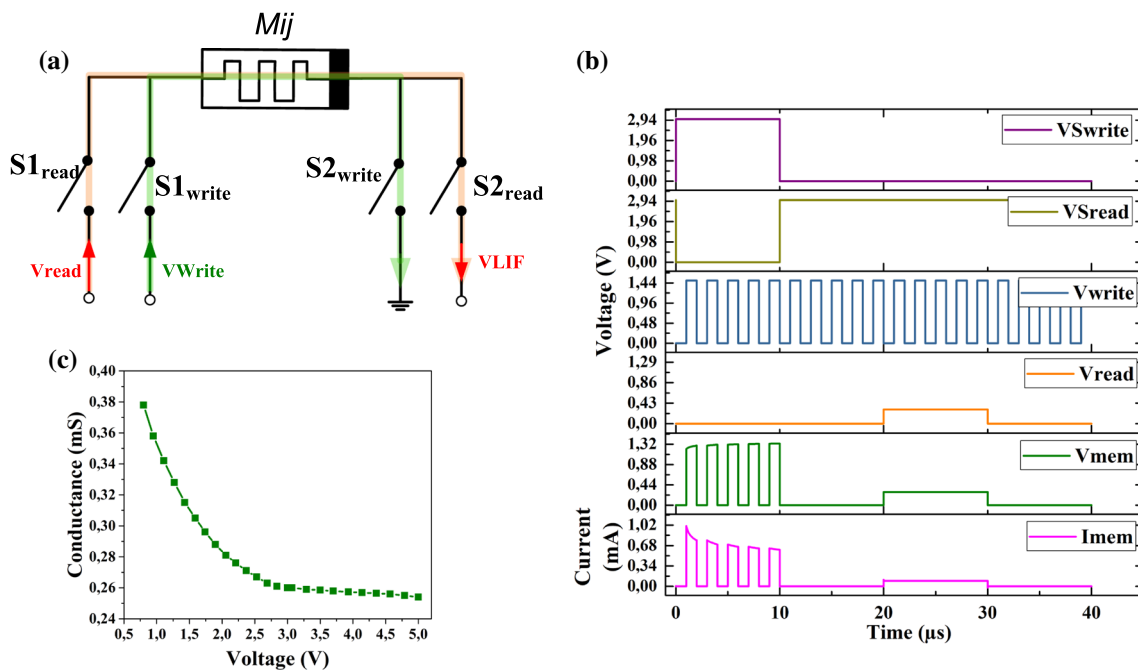 (a)
Mij
S1read
S1write
S2write
S2read
Vread
VWrite
VLIF
(b)
Voltage (V)
2,94
1,96
0,98
0,00
VSwrite
2,94
1,96
0,98
0,00
VSread
1,44
0,96
0,48
0,00
Vwrite
1,29
0,86
0,43
0,00
Vread
1,32
0,88
0,44
0,00
Vmem
Current
(mA)
1,02
0,68
0,34
0,00
Imem
0 10 20 30 40
Time (µs)
(c)
Conductance (mS)
0,40
0,38
0,36
0,34
0,32
0,30
0,28
0,26
0,24
0,5 1,0 1,5 2,0 2,5 3,0 3,5 4,0 4,5 5,0
Voltage (V)